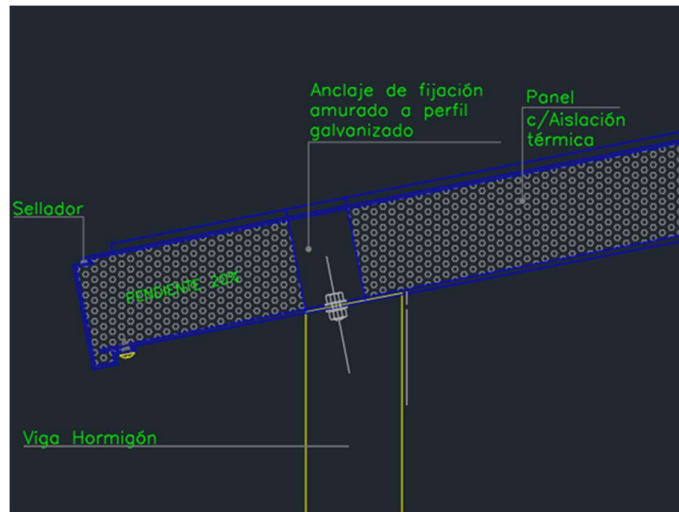 Anclaje de fijación
amurado a perfil
galvanizado
Panel
c/Aislación
térmica
Sellador
PENDIENTE 20%
Viga Hormigón